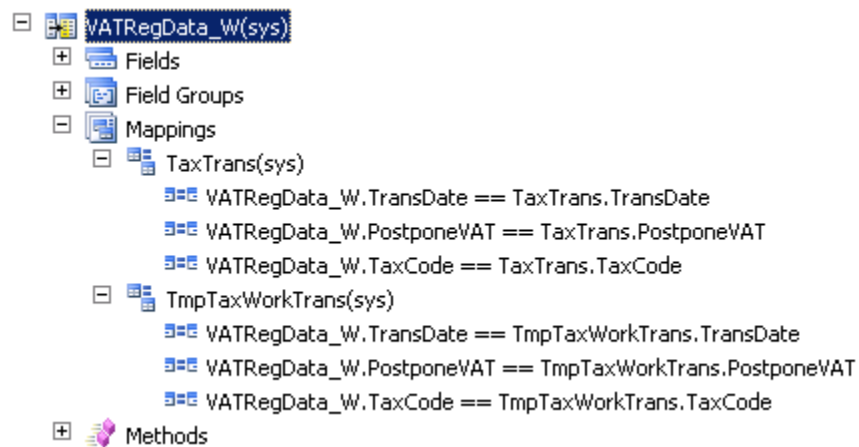 VATRegData_W(sys)
Fields
Field Groups
Mappings
TaxTrans(sys)
VATRegData_W.TransDate == TaxTrans.TransDate
VATRegData_W.PostponeVAT == TaxTrans.PostponeVAT
VATRegData_W.TaxCode == TaxTrans.TaxCode
TmpTaxWorkTrans(sys)
VATRegData_W.TransDate == TmpTaxWorkTrans.TransDate
VATRegData_W.PostponeVAT == TmpTaxWorkTrans.PostponeVAT
VATRegData_W.TaxCode == TmpTaxWorkTrans.TaxCode
Methods